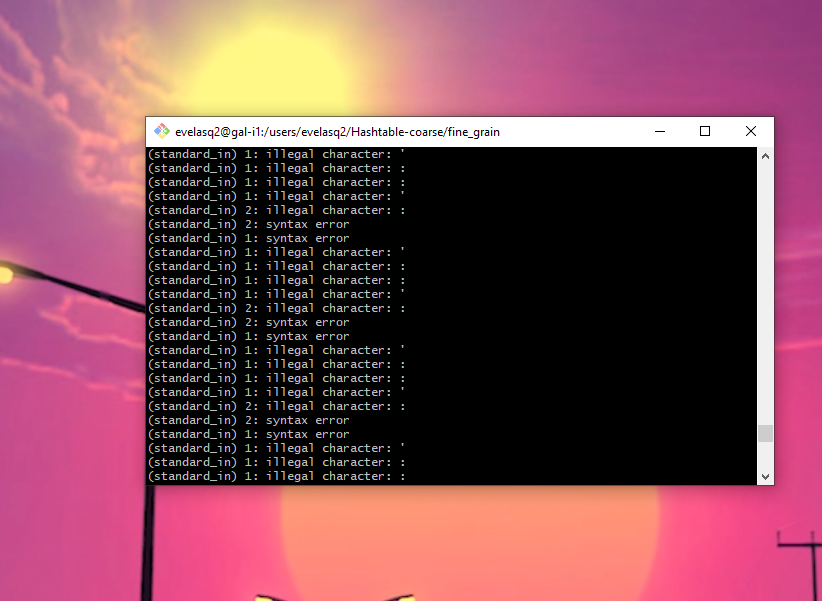 evelasq2@gal-i1:/users/evelasq2/Hashtable-coarse/fine_grain
(standard_in) 1: illegal character: '
(standard_in) 1: illegal character: :
(standard_in) 1: illegal character: :
(standard_in) 1: illegal character: '
(standard_in) 2: illegal character: :
(standard_in) 2: syntax error
(standard_in) 1: syntax error
(standard_in) 1: illegal character: '
(standard_in) 1: illegal character: :
(standard_in) 1: illegal character: :
(standard_in) 1: illegal character: '
(standard_in) 2: illegal character: :
(standard_in) 2: syntax error
(standard_in) 1: syntax error
(standard_in) 1: illegal character: '
(standard_in) 1: illegal character: :
(standard_in) 1: illegal character: :
(standard_in) 1: illegal character: '
(standard_in) 2: illegal character: :
(standard_in) 2: syntax error
(standard_in) 1: syntax error
(standard_in) 1: illegal character: '
(standard_in) 1: illegal character: :
(standard_in) 1: illegal character: :